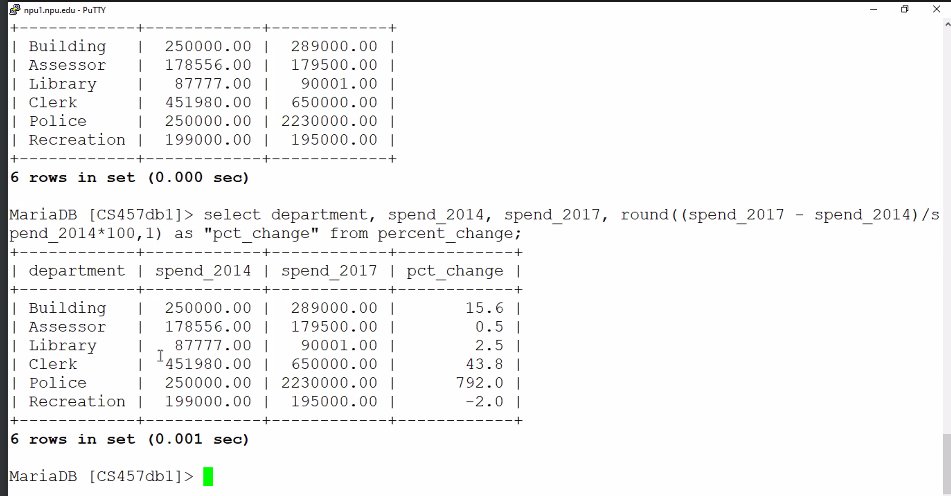 npu1.npu.edu - PuTTY
+------------+------------+------------+
| Building   |  250000.00 |  289000.00 |
| Assessor   |  178556.00 |  179500.00 |
| Library    |   87777.00 |   90001.00 |
| Clerk      |  451980.00 |  650000.00 |
| Police     |  250000.00 | 2230000.00 |
| Recreation |  199000.00 |  195000.00 |
+------------+------------+------------+
6 rows in set (0.000 sec)
MariaDB [CS457db1]> select department, spend_2014, spend_2017, round((spend_2017 - spend_2014)/s
pend_2014*100,1) as "pct_change" from percent_change;
+------------+------------+------------+------------+
| department | spend_2014 | spend_2017 | pct_change |
+------------+------------+------------+------------+
| Building   |  250000.00 |  289000.00 |       15.6 |
| Assessor   |  178556.00 |  179500.00 |        0.5 |
| Library    |   87777.00 |   90001.00 |        2.5 |
| Clerk      |  451980.00 |  650000.00 |       43.8 |
| Police     |  250000.00 | 2230000.00 |      792.0 |
| Recreation |  199000.00 |  195000.00 |       -2.0 |
+------------+------------+------------+------------+
6 rows in set (0.001 sec)
MariaDB [CS457db1]>